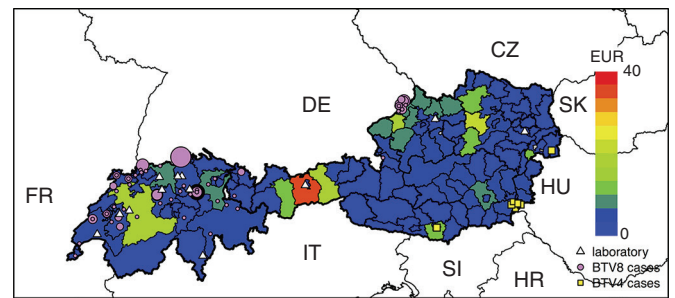 CZ
EUR
40
DE
SK
FR
HU
IT
0
laboratory
SI
BTV8 cases
HR
BTV4 cases